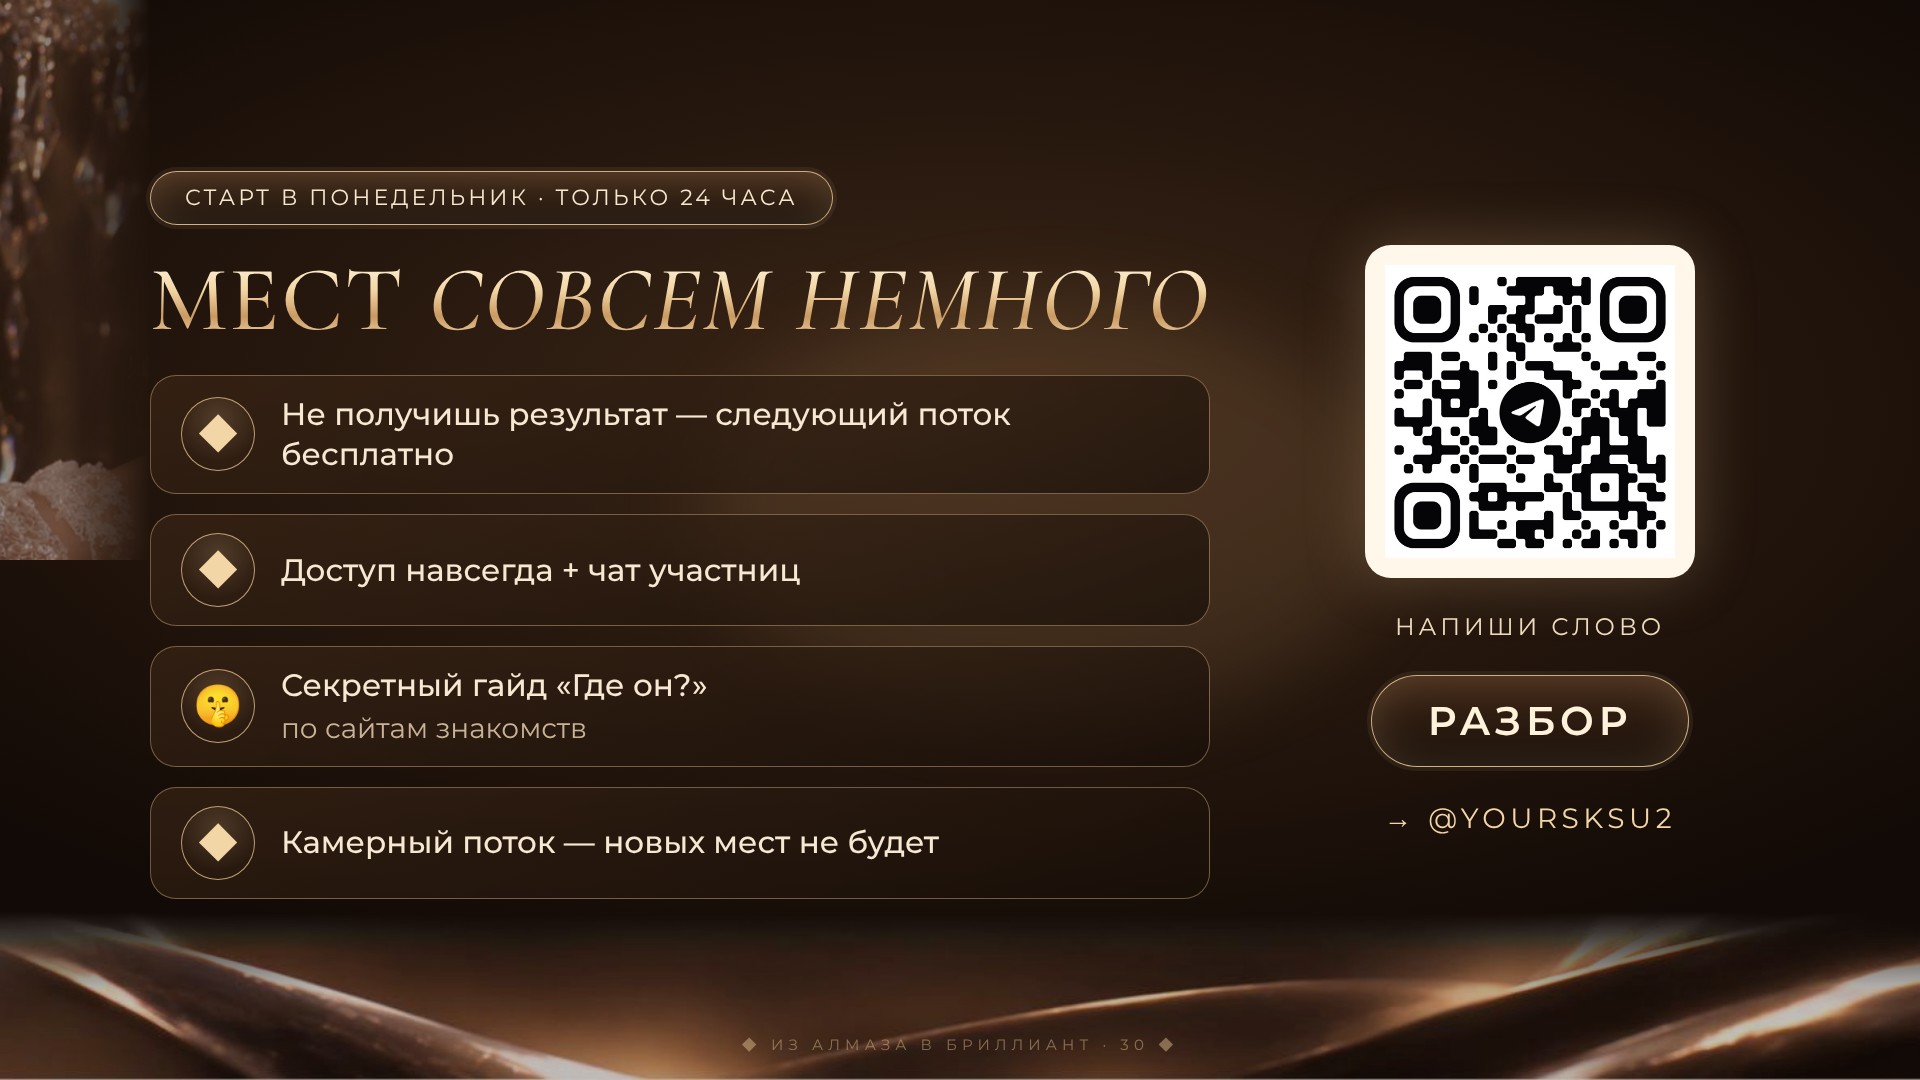 СТАРТ В ПОНЕДЕЛЬНИК · ТОЛЬКО 24 ЧАСА
МЕСТ СОВСЕМ НЕМНОГО
Не получишь результат — следующий поток
бесплатно
Доступ навсегда + чат участниц
Секретный гайд «Где он?»
по сайтам знакомств
Камерный поток — новых мест не будет
НАПИШИ СЛОВО
РАЗБОР
→ @YOURSKSU2
◆ ИЗ АЛМАЗА В БРИЛЛИАНТ · 30 ◆